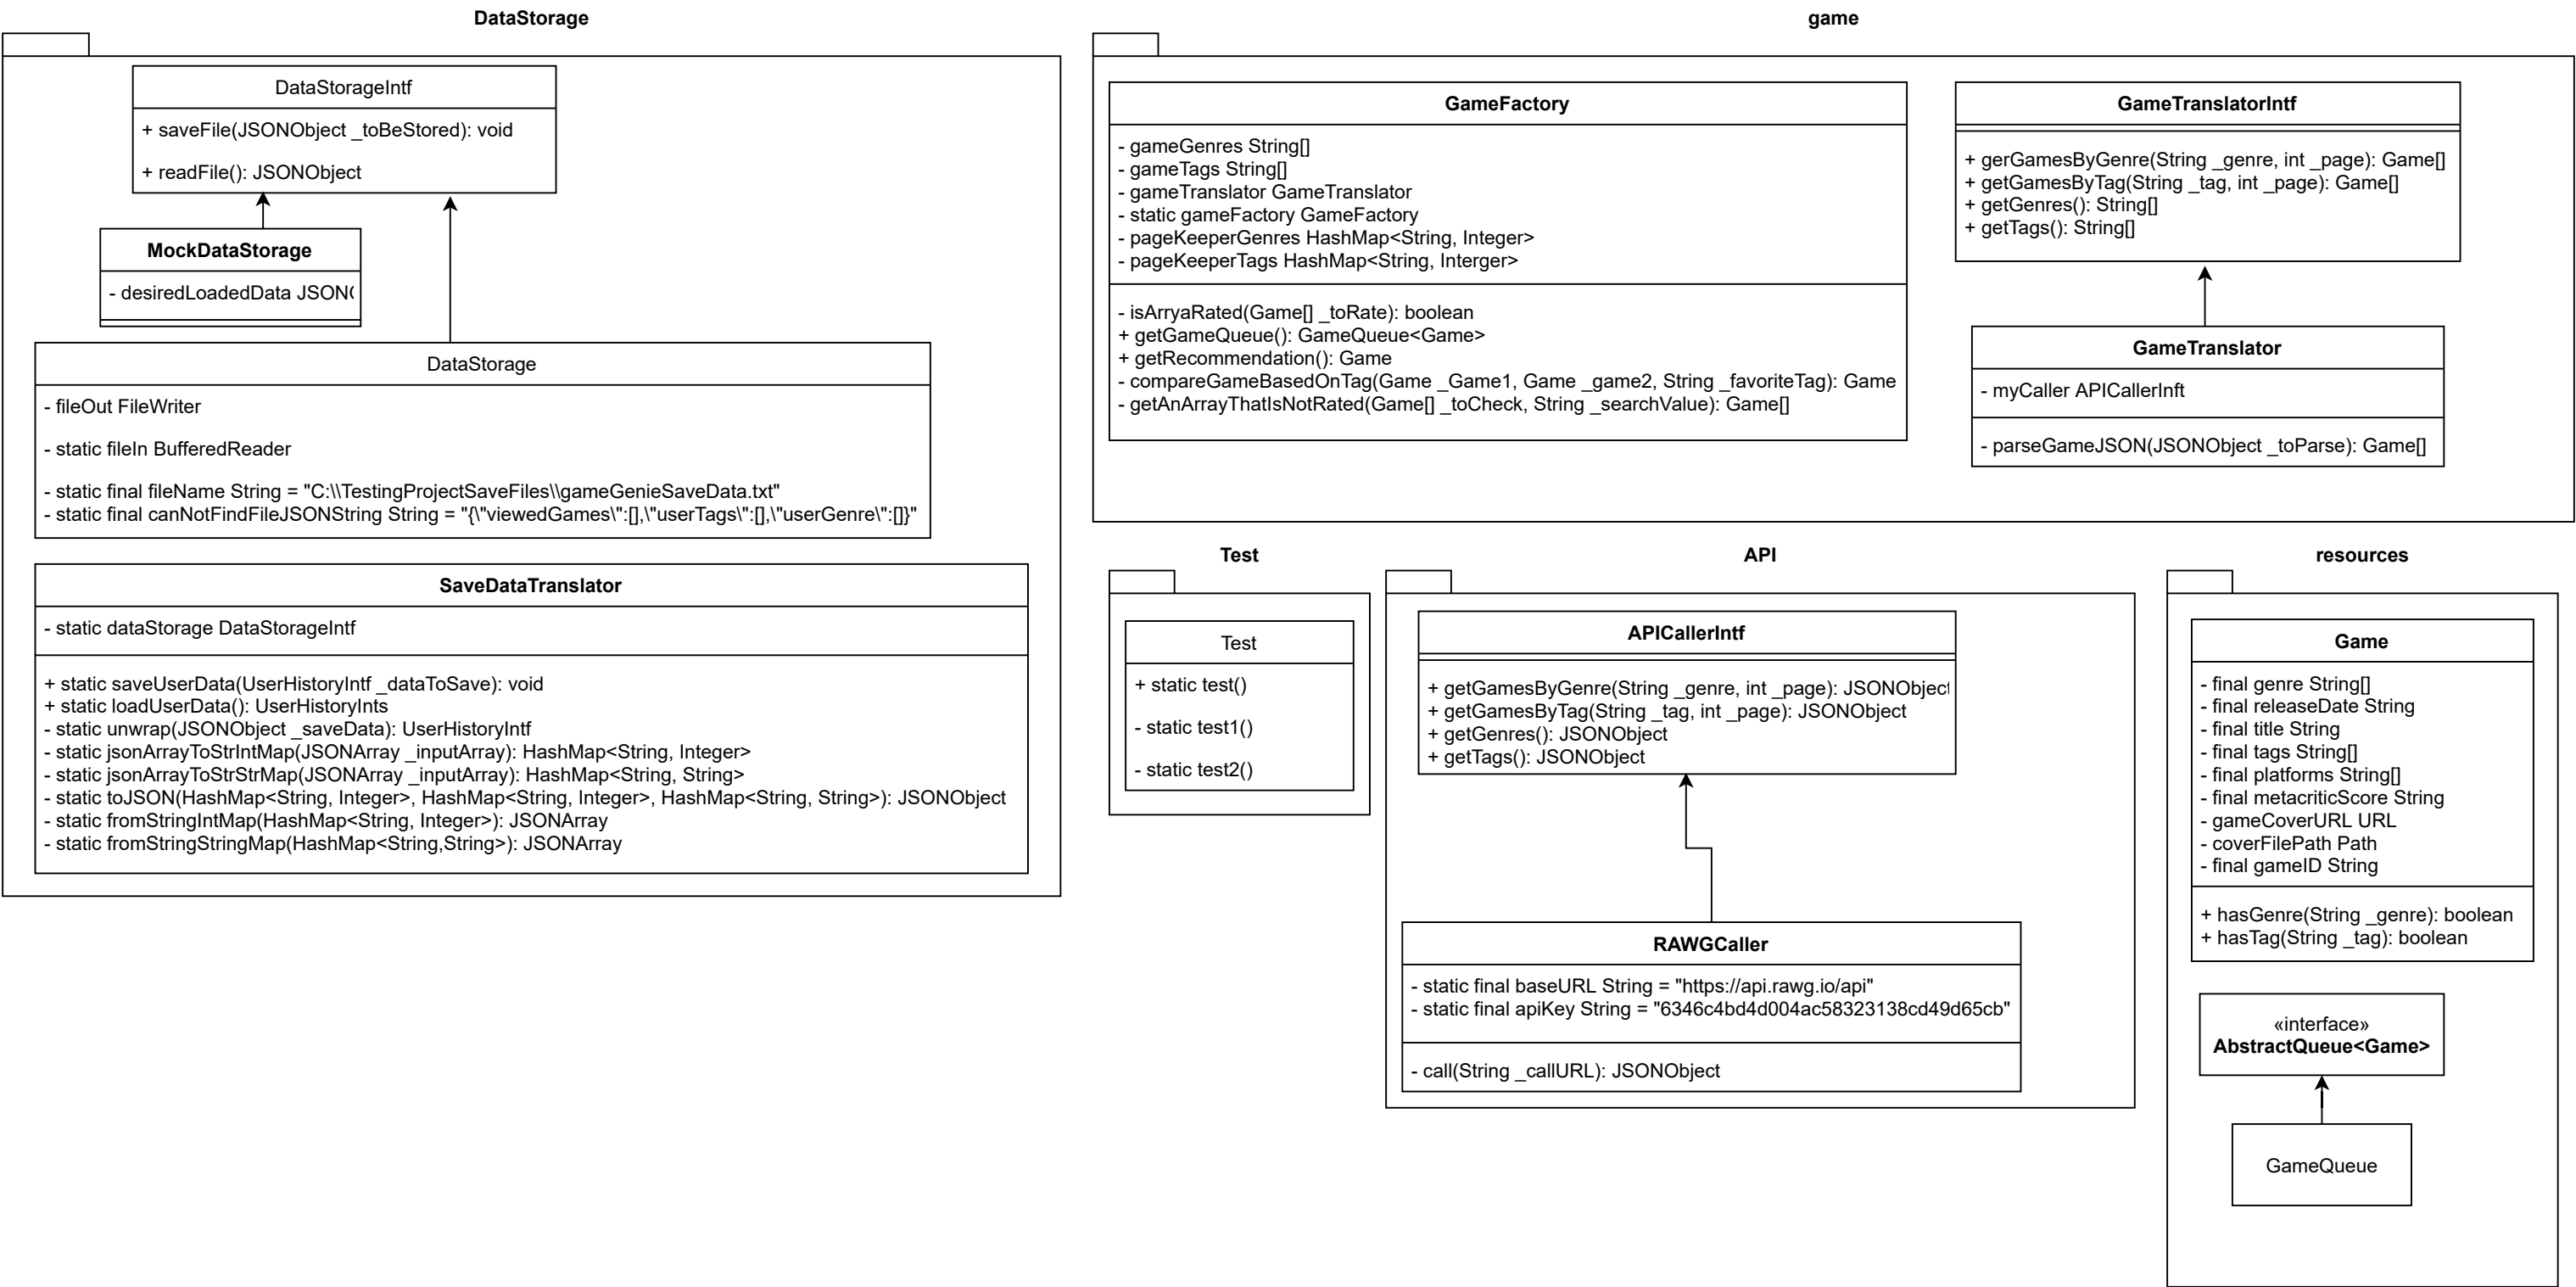 DataStorage
DataStorageIntf
+ saveFile(JSONObject _toBeStored): void
+ readFile(): JSONObject
MockDataStorage
- desiredLoadedData JSONO
DataStorage
- fileOut FileWriter
- static fileIn BufferedReader
- static final fileName String = "C:\\TestingProjectSaveFiles\\gameGenieSaveData.txt"
- static final canNotFindFileJSONString String = "{\"viewedGames\":[],\"userTags\":[],\"userGenre\":[]}"
SaveDataTranslator
- static dataStorage DataStorageIntf
+ static saveUserData(UserHistoryIntf _dataToSave): void
+ static loadUserData(): UserHistoryInts
- static unwrap(JSONObject _saveData): UserHistoryIntf
- static jsonArrayToStrIntMap(JSONArray _inputArray): HashMap<String, Integer>
- static jsonArrayToStrStrMap(JSONArray _inputArray): HashMap<String, String>
- static toJSON(HashMap<String, Integer>, HashMap<String, Integer>, HashMap<String, String>): JSONObject
- static fromStringIntMap(HashMap<String, Integer>): JSONArray
- static fromStringStringMap(HashMap<String,String>): JSONArray
game
GameFactory
- gameGenres String[]
- gameTags String[]
- gameTranslator GameTranslator
- static gameFactory GameFactory
- pageKeeperGenres HashMap<String, Integer>
- pageKeeperTags HashMap<String, Interger>
- isArryaRated(Game[] _toRate): boolean
+ getGameQueue(): GameQueue<Game>
+ getRecommendation(): Game
- compareGameBasedOnTag(Game _Game1, Game _game2, String _favoriteTag): Game
- getAnArrayThatIsNotRated(Game[] _toCheck, String _searchValue): Game[]
GameTranslatorIntf
+ gerGamesByGenre(String _genre, int _page): Game[]
+ getGamesByTag(String _tag, int _page): Game[]
+ getGenres(): String[]
+ getTags(): String[]
GameTranslator
- myCaller APICallerInft
- parseGameJSON(JSONObject _toParse): Game[]
Test
Test
+ static test()
- static test1()
- static test2()
API
APICallerIntf
+ getGamesByGenre(String _genre, int _page): JSONObject
+ getGamesByTag(String _tag, int _page): JSONObject
+ getGenres(): JSONObject
+ getTags(): JSONObject
RAWGCaller
- static final baseURL String = "https://api.rawg.io/api"
- static final apiKey String = "6346c4bd4d004ac58323138cd49d65cb"
- call(String _callURL): JSONObject
resources
Game
- final genre String[]
- final releaseDate String
- final title String
- final tags String[]
- final platforms String[]
- final metacriticScore String
- gameCoverURL URL
- coverFilePath Path
- final gameID String
+ hasGenre(String _genre): boolean
+ hasTag(String _tag): boolean
«interface»
AbstractQueue<Game>
GameQueue